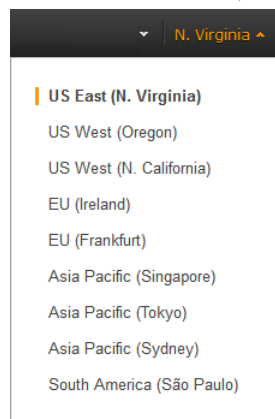 N. Virginia
US East (N. Virginia)
US West (Oregon)
US West (N. California)
EU (Ireland)
EU (Frankfurt)
Asia Pacific (Singapore)
Asia Pacific (Tokyo)
Asia Pacific (Sydney)
South America (São Paulo)